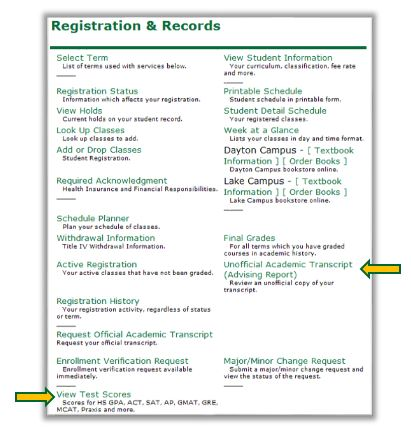 Registration & Records
Select Term
List of terms used with services below.
Registration Status
Information which affects your registration.
View Holds
Current holds on your student record.
Look Up Classes
Look up classes to add.
Add or Drop Classes
Student Registration.
Required Acknowledgment
Health Insurance and Financial Responsibilities.
Schedule Planner
Plan your schedule of classes.
Withdrawal Information
Title IV Withdrawal Information.
Active Registration
Your active classes that have not been graded.
Registration History
Your registration activity, regardless of status
or term.
Request Official Academic Transcript
Request your official transcript.
Enrollment Verification Request
Enrollment verification request available
immediately.
View Test Scores
Scores for HS GPA, ACT, SAT, AP, GMAT, GRE,
MCAT, Praxis and more.
View Student Information
Your curriculum, classification, fee rate
and more.
Printable Schedule
Student schedule in printable form.
Student Detail Schedule
Your registered classes.
Week at a Glance
Lists your classes in day and time format.
Dayton Campus - [ Textbook
Information ] [ Order Books ]
Dayton Campus bookstore online.
Lake Campus - [ Textbook
Information ] [ Order Books ]
Lake Campus bookstore online.
Final Grades
For all terms which you have graded
courses in academic history.
Unofficial Academic Transcript
(Advising Report)
Review an unofficial copy of your
transcript.
Major/Minor Change Request
Submit a major/minor change request and
view the status of the request.